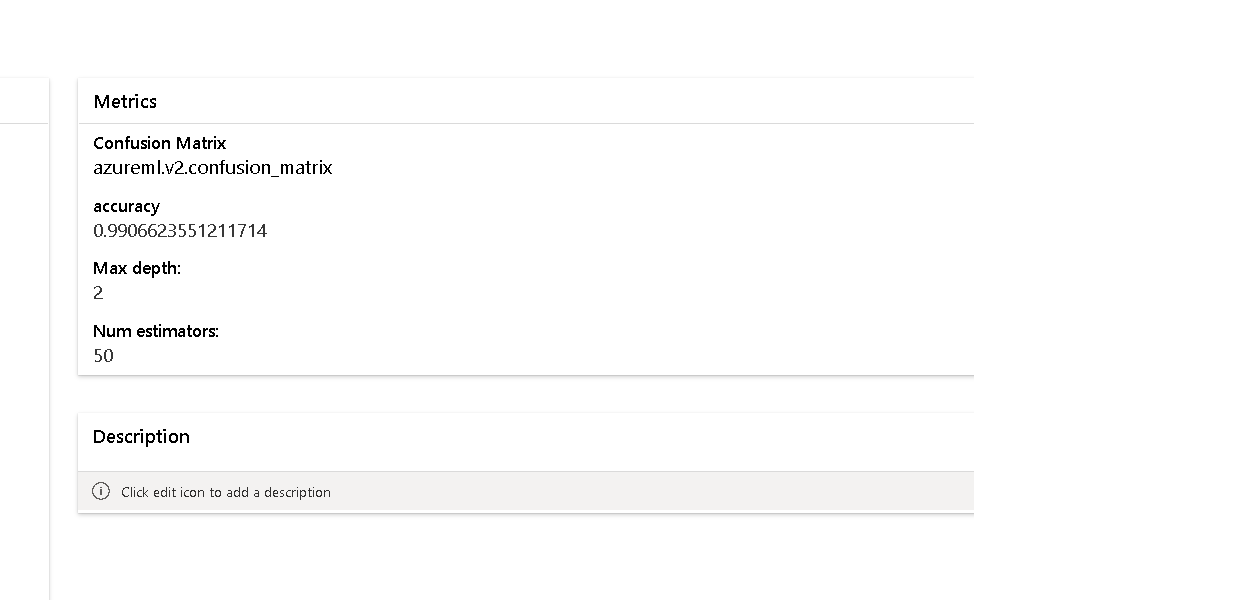 Metrics
Confusion Matrix
azureml.v2.confusion_matrix
accuracy
0.9906623551211714
Max depth:
2
Num estimators:
50
Description
Click edit icon to add a description